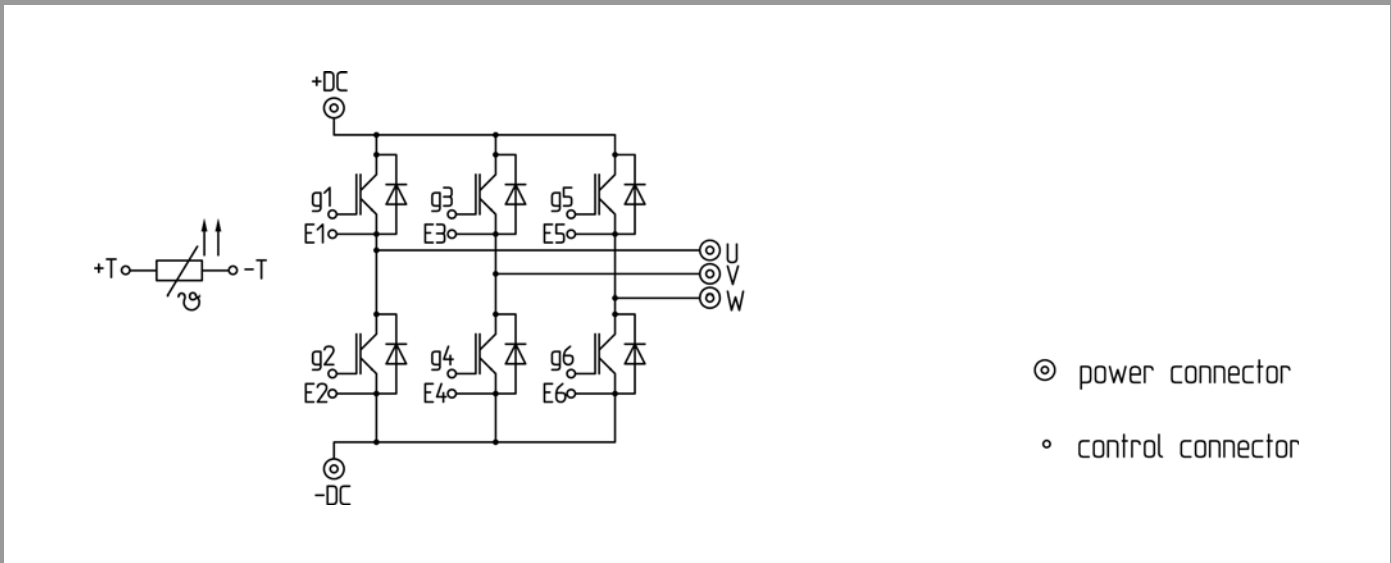 +DC
g1 g3 g5
E1 E3 E5
U
+T -T
V
ϑ
W
g2 g4 g6
power connector
E2 E4 E6
control connector
-DC